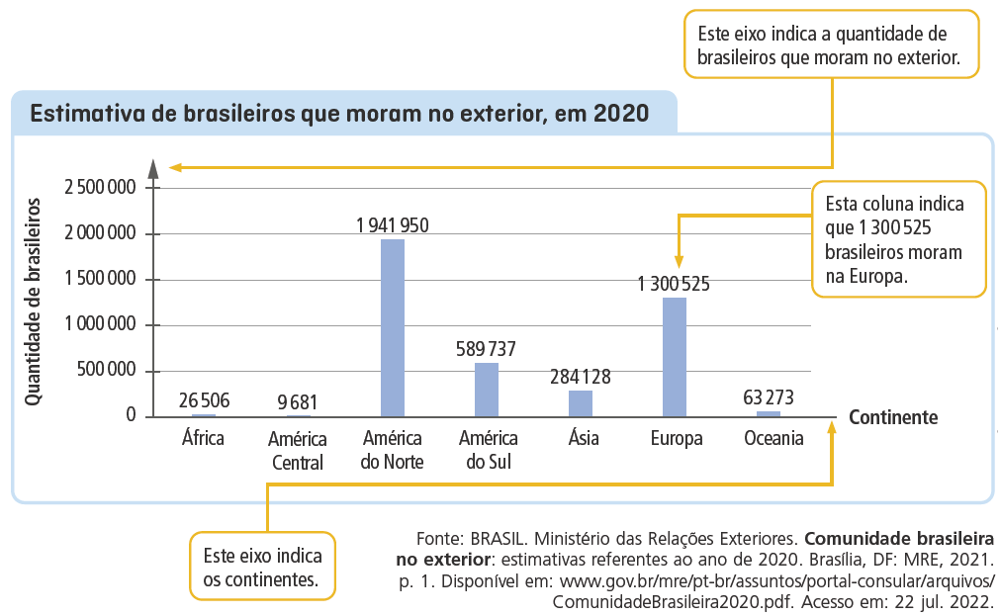 Este eixo indica a quantidade de
brasileiros que moram no exterior.
Estimativa de brasileiros que moram no exterior, em 2020
Quantidade de brasileiros
2 500 000
2 000 000
1 500 000
1 000 000
500 000
0
26 506
9 681
1 941 950
589 737
284 128
1 300 525
63 273
Esta coluna indica
que 1 300 525
brasileiros moram
na Europa.
África
América
Central
América
do Norte
América
do Sul
Ásia
Europa
Oceania
Continente
Este eixo indica
os continentes.
Fonte: BRASIL. Ministério das Relações Exteriores. Comunidade brasileira
no exterior: estimativas referentes ao ano de 2020. Brasília, DF: MRE, 2021.
p. 1. Disponível em: www.gov.br/mre/pt-br/assuntos/portal-consular/arquivos/
ComunidadeBrasileira2020.pdf. Acesso em: 22 jul. 2022.